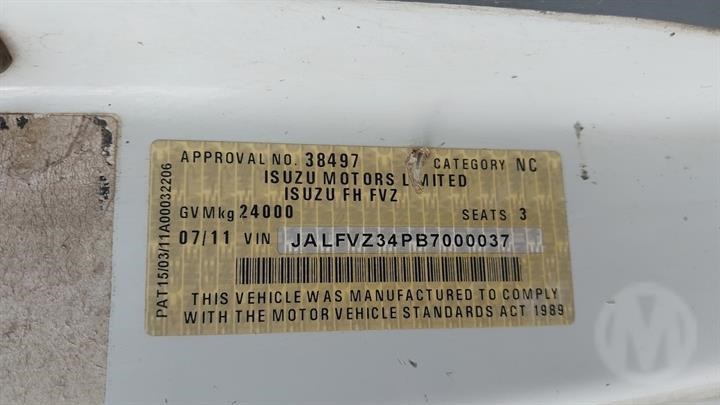 APPROVAL NO. 38497 CATEGORY NC
ISUZU MOTORS LIMITED
ISUZU FH FVZ
GVMkg 24000 SEATS 3
07/11 VIN JALFVZ34PB7000037
THIS VEHICLE WAS MANUFACTURED TO COMPLY
WITH THE MOTOR VEHICLE STANDARDS ACT 1989
PAT15/03/11A00032206
M